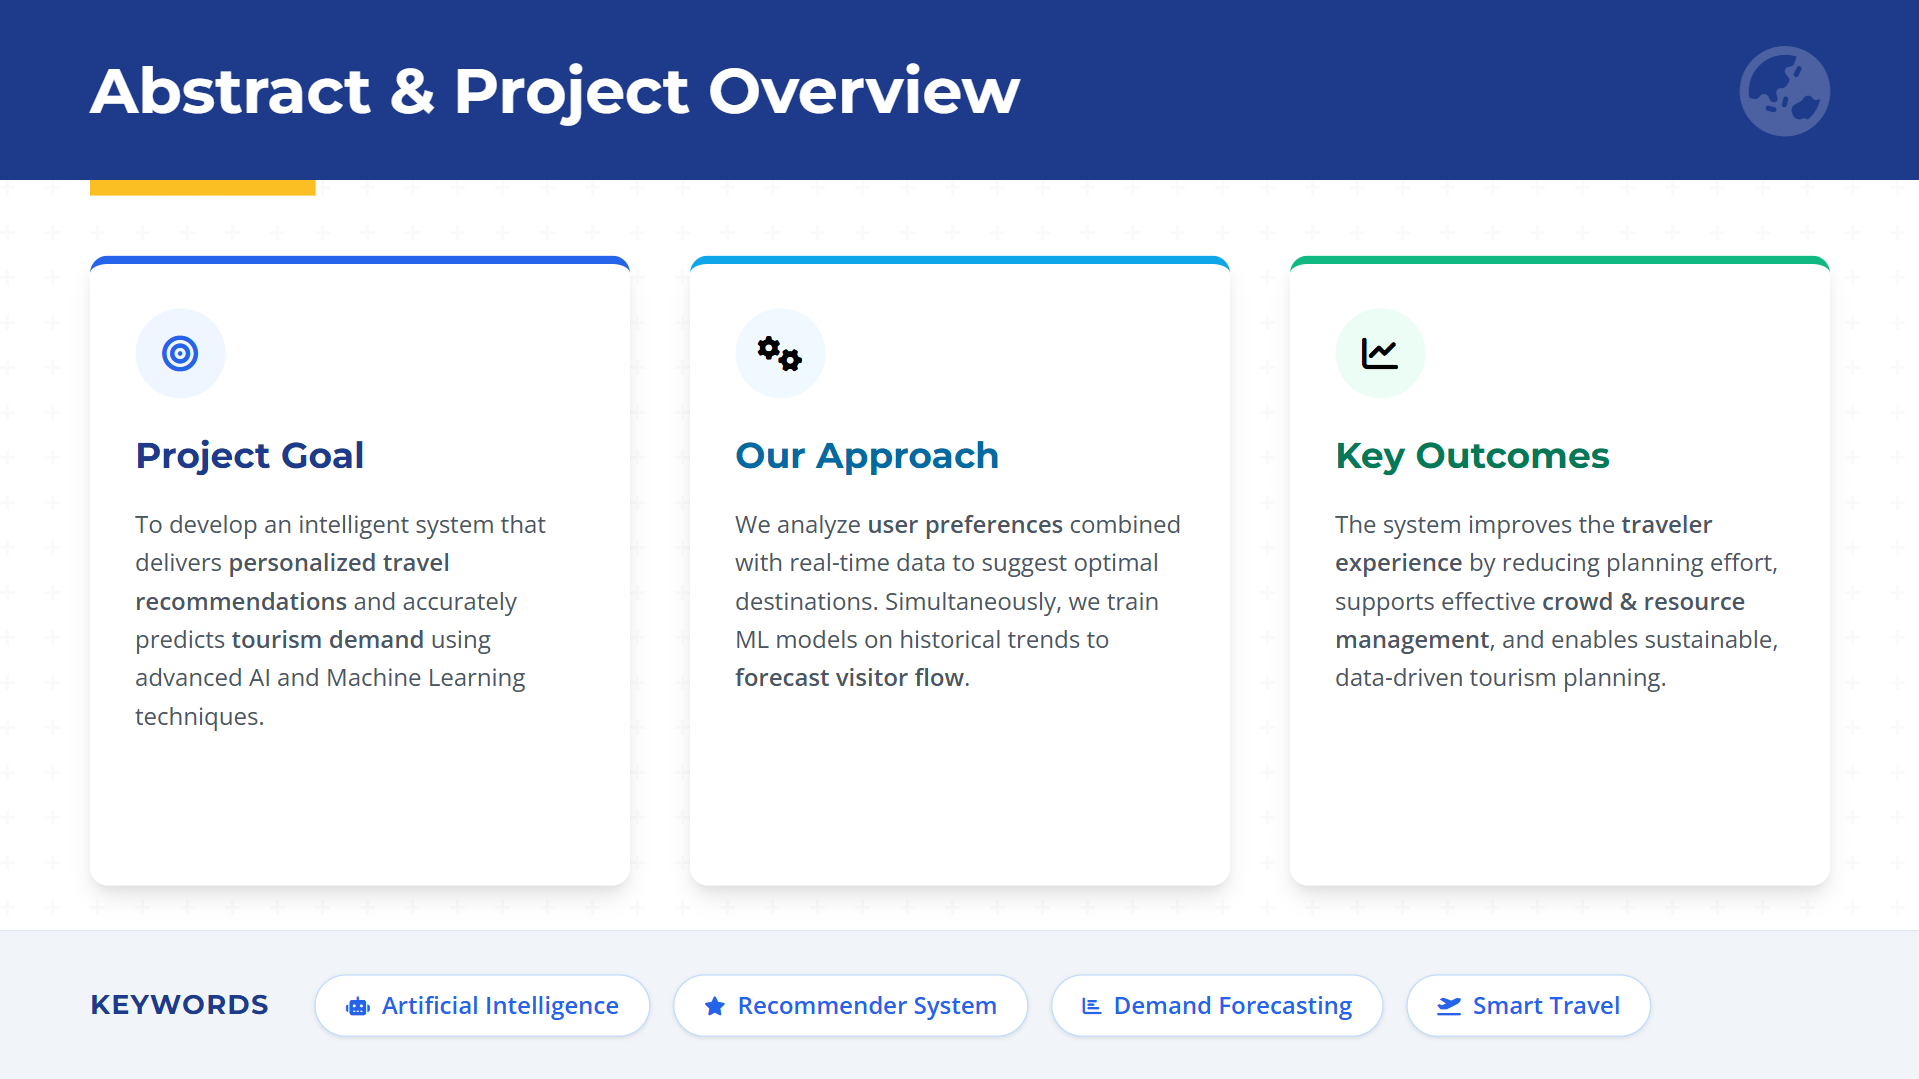 Abstract & Project Overview
Project Goal
To develop an intelligent system that
delivers personalized travel
recommendations and accurately
predicts tourism demand using
advanced AI and Machine Learning
techniques.
Our Approach
We analyze user preferences combined
with real-time data to suggest optimal
destinations. Simultaneously, we train
ML models on historical trends to
forecast visitor flow.
Key Outcomes
The system improves the traveler
experience by reducing planning effort,
supports effective crowd & resource
management, and enables sustainable,
data-driven tourism planning.
KEYWORDS
Artificial Intelligence
Recommender System
Demand Forecasting
Smart Travel